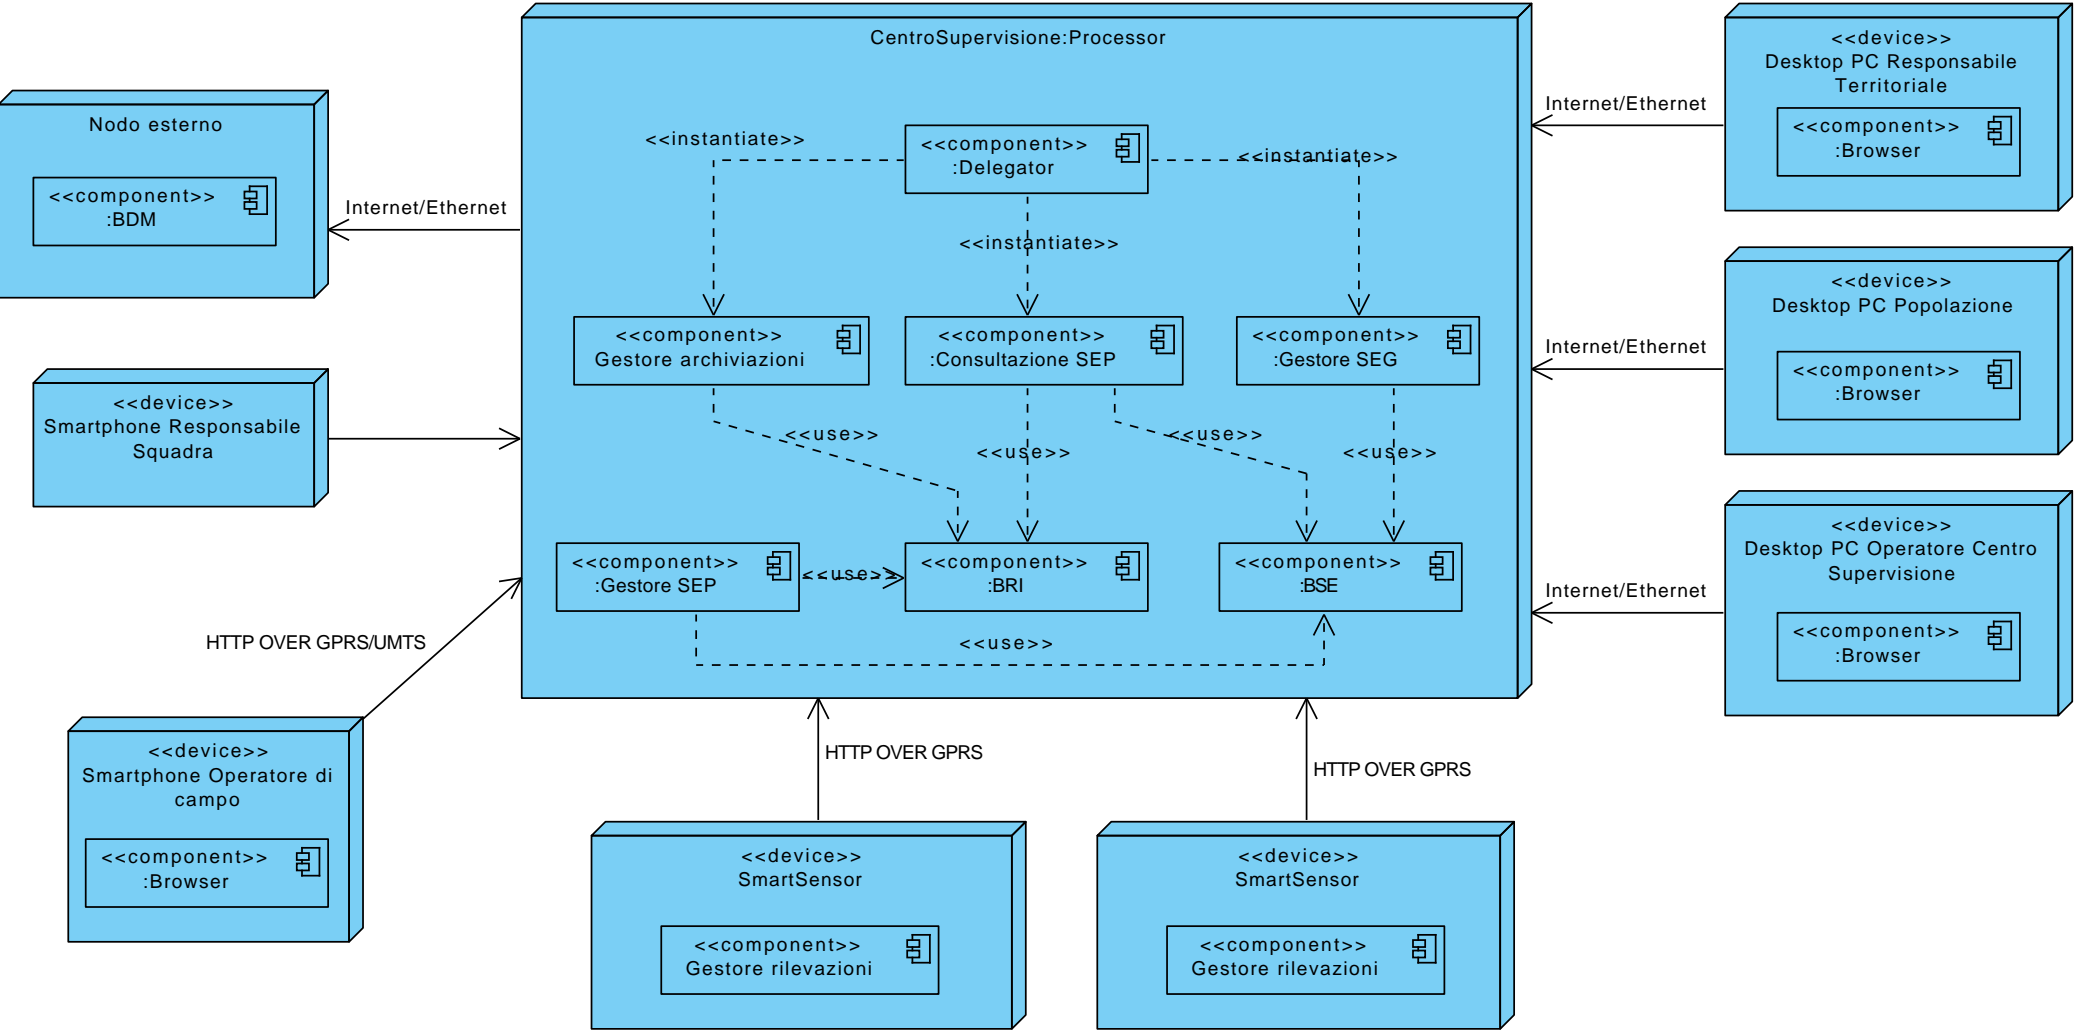 CentroSupervisione:Processor
<<device>>
Desktop PC Responsabile
Territoriale
<<component>>
:Browser
Internet/Ethernet
Nodo esterno
<<component>>
:BDM
Internet/Ethernet
<<instantiate>>
<<component>>
:Delegator
<<instantiate>>
<<instantiate>>
<<component>>
Gestore archiviazioni
<<component>>
:Consultazione SEP
<<component>>
:Gestore SEG
<<device>>
Desktop PC Popolazione
<<component>>
:Browser
Internet/Ethernet
<<device>>
Smartphone Responsabile
Squadra
<<use>>
<<use>>
<<use>>
<<use>>
<<component>>
:Gestore SEP
<<use>>
<<component>>
:BRI
<<component>>
:BSE
<<use>>
<<device>>
Desktop PC Operatore Centro
Supervisione
<<component>>
:Browser
Internet/Ethernet
HTTP OVER GPRS/UMTS
<<device>>
Smartphone Operatore di
campo
<<component>>
:Browser
HTTP OVER GPRS
HTTP OVER GPRS
<<device>>
SmartSensor
<<component>>
Gestore rilevazioni
<<device>>
SmartSensor
<<component>>
Gestore rilevazioni